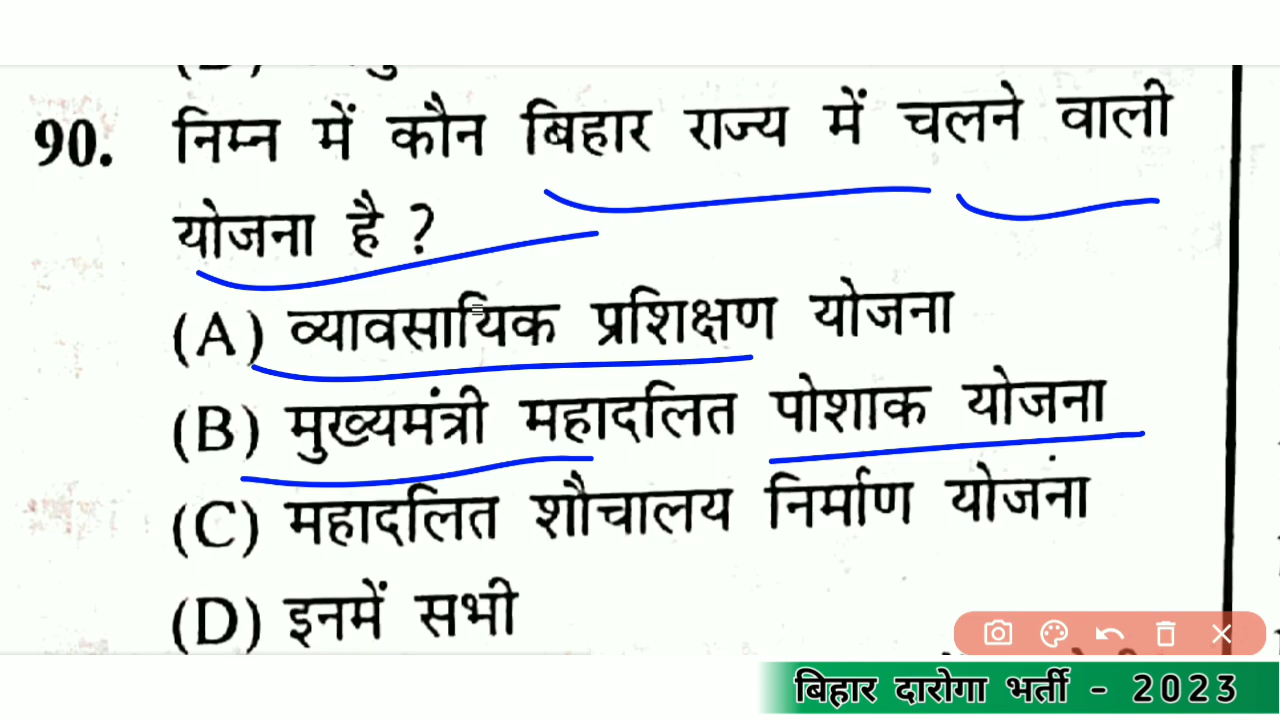 90. निम्न में कौन बिहार राज्य में चलने वाली
योजना है ?
(A) व्यावसायिक प्रशिक्षण योजना
(B) मुख्यमंत्री महादलित पोशाक योजना
(C) महादलित शौचालय निर्माण योजना
(D) इनमें सभी
बिहार दारोगा भर्ती - 2023